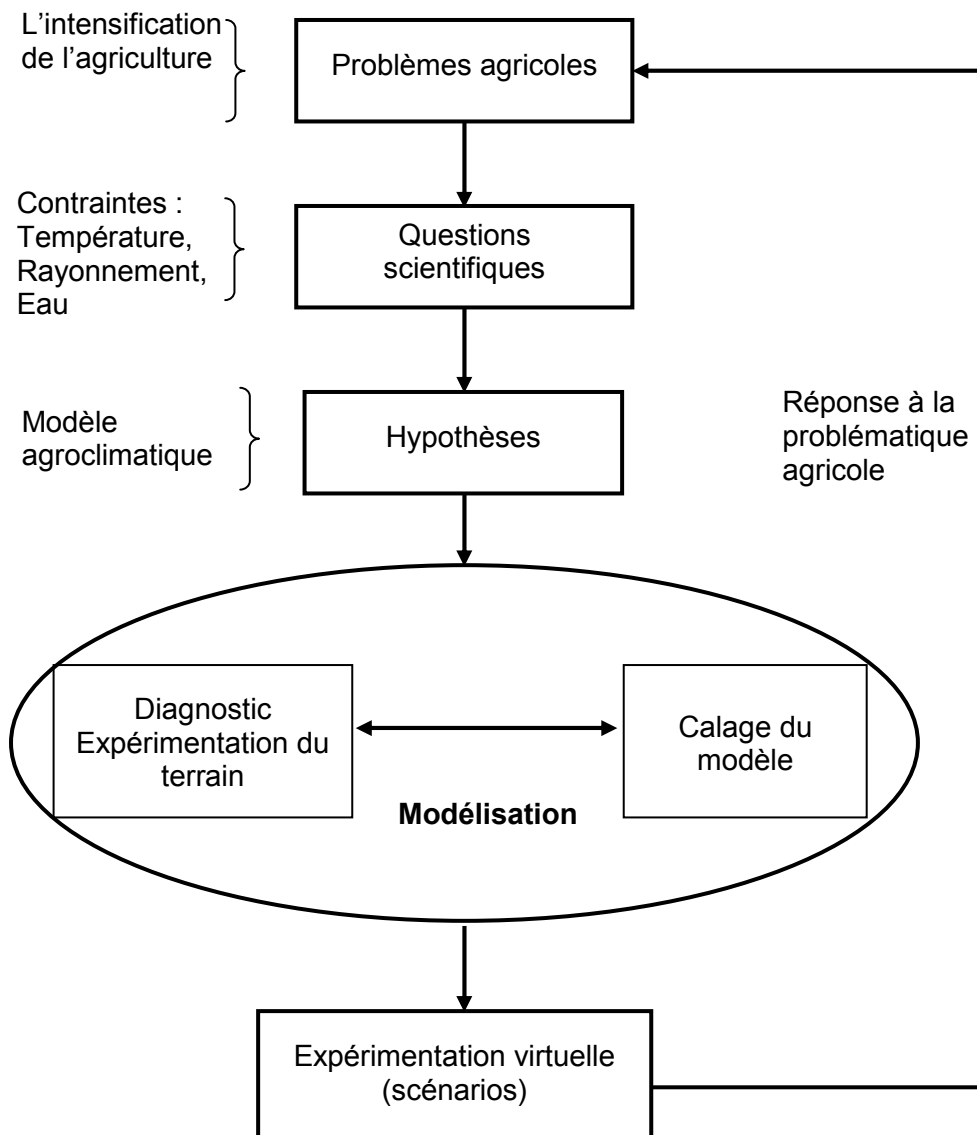 L’intensification
de l’agriculture
Problèmes agricoles
Contraintes :
Température,
Rayonnement,
Eau
Questions
scientifiques
Modèle
agroclimatique
Hypothèses
Réponse à la
problématique
agricole
Diagnostic
Expérimentation du
terrain
Calage du
modèle
Modélisation
Expérimentation virtuelle
(scénarios)